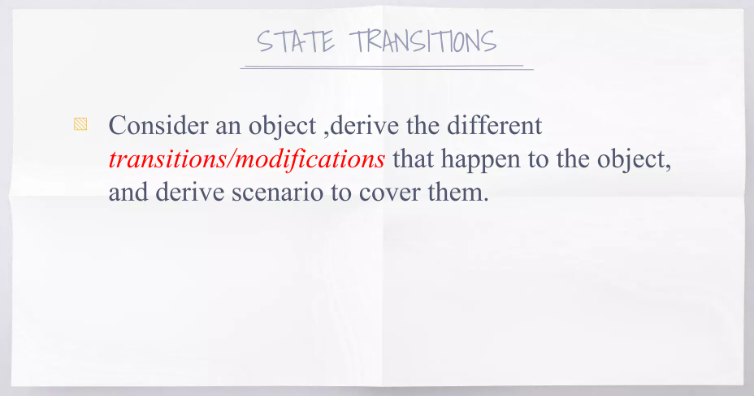 STATE TRANSITIONS
Consider an object ,derive the different
transitions/modifications that happen to the object,
and derive scenario to cover them.